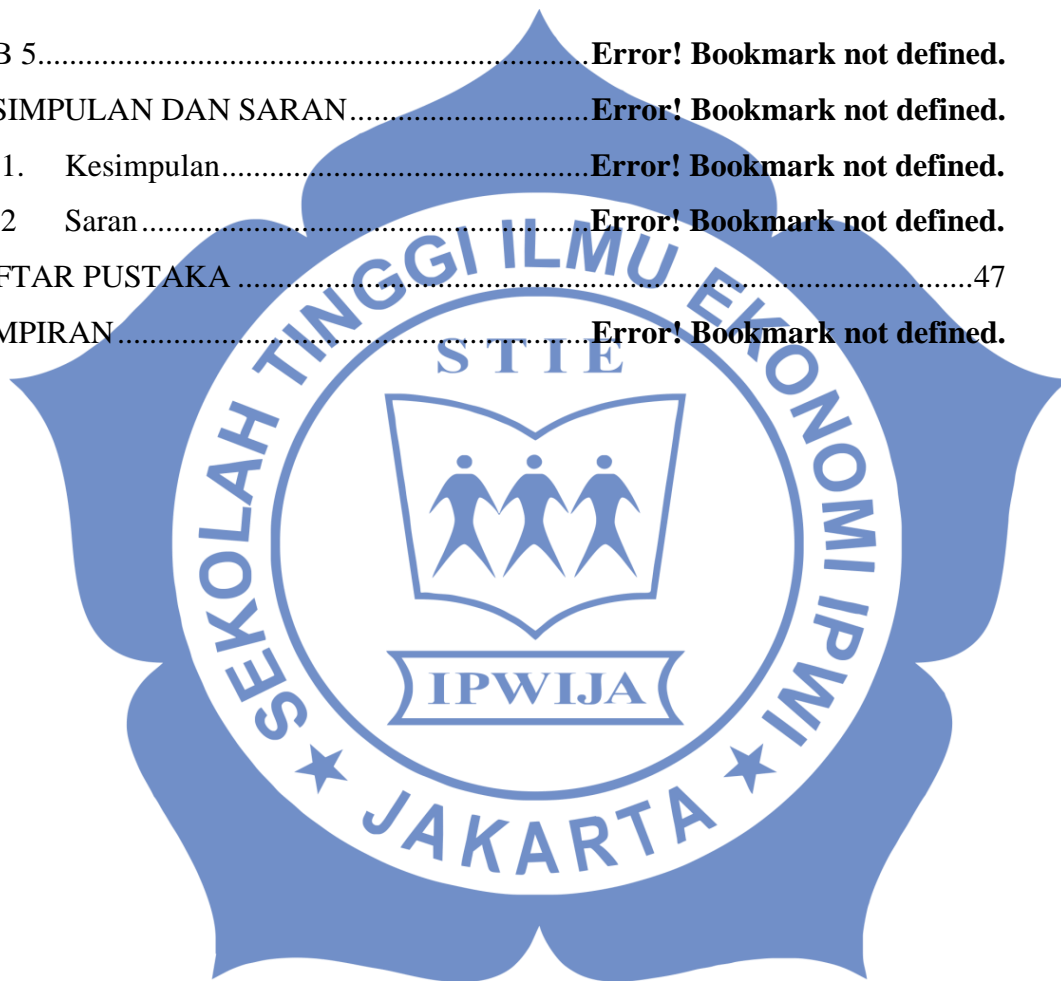 B 5..............................................................Error! Bookmark not defined.
SIMPULAN DAN SARAN..............................Error! Bookmark not defined.
1. Kesimpulan..............................................Error! Bookmark not defined.
2 Saran........................................................Error! Bookmark not defined.
FTAR PUSTAKA...........................................................................................47
MPIRAN...........................................................Error! Bookmark not defined.
SEKOLAH TINGGI ILMU EKONOMI IPWI
STIE
IPWIJA
JAKARTA